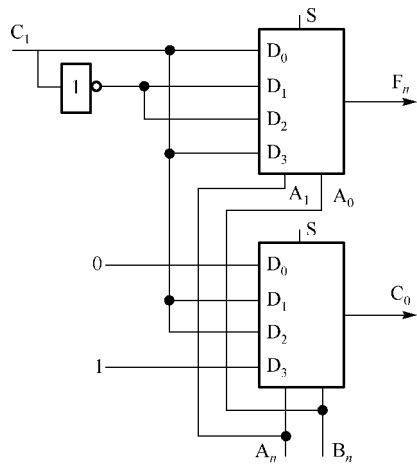 S
C₁
D₀
1
D₁
Fₙ
D₂
D₃
A₁ A₀
S
0 D₀
D₁ C₀
D₂
1 D₃
Aₙ Bₙ